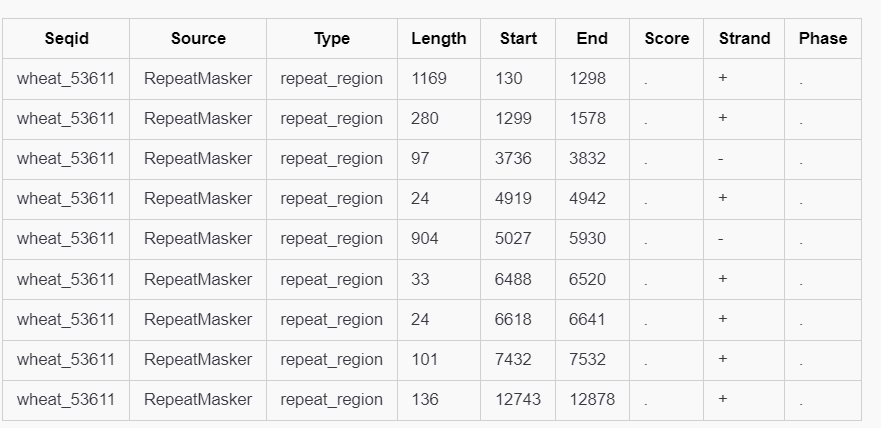 Seqid Source Type Length Start End Score Strand Phase
wheat_53611 RepeatMasker repeat_region 1169 130 1298 . + .
wheat_53611 RepeatMasker repeat_region 280 1299 1578 . + .
wheat_53611 RepeatMasker repeat_region 97 3736 3832 . - .
wheat_53611 RepeatMasker repeat_region 24 4919 4942 . + .
wheat_53611 RepeatMasker repeat_region 904 5027 5930 . - .
wheat_53611 RepeatMasker repeat_region 33 6488 6520 . + .
wheat_53611 RepeatMasker repeat_region 24 6618 6641 . + .
wheat_53611 RepeatMasker repeat_region 101 7432 7532 . + .
wheat_53611 RepeatMasker repeat_region 136 12743 12878 . + .